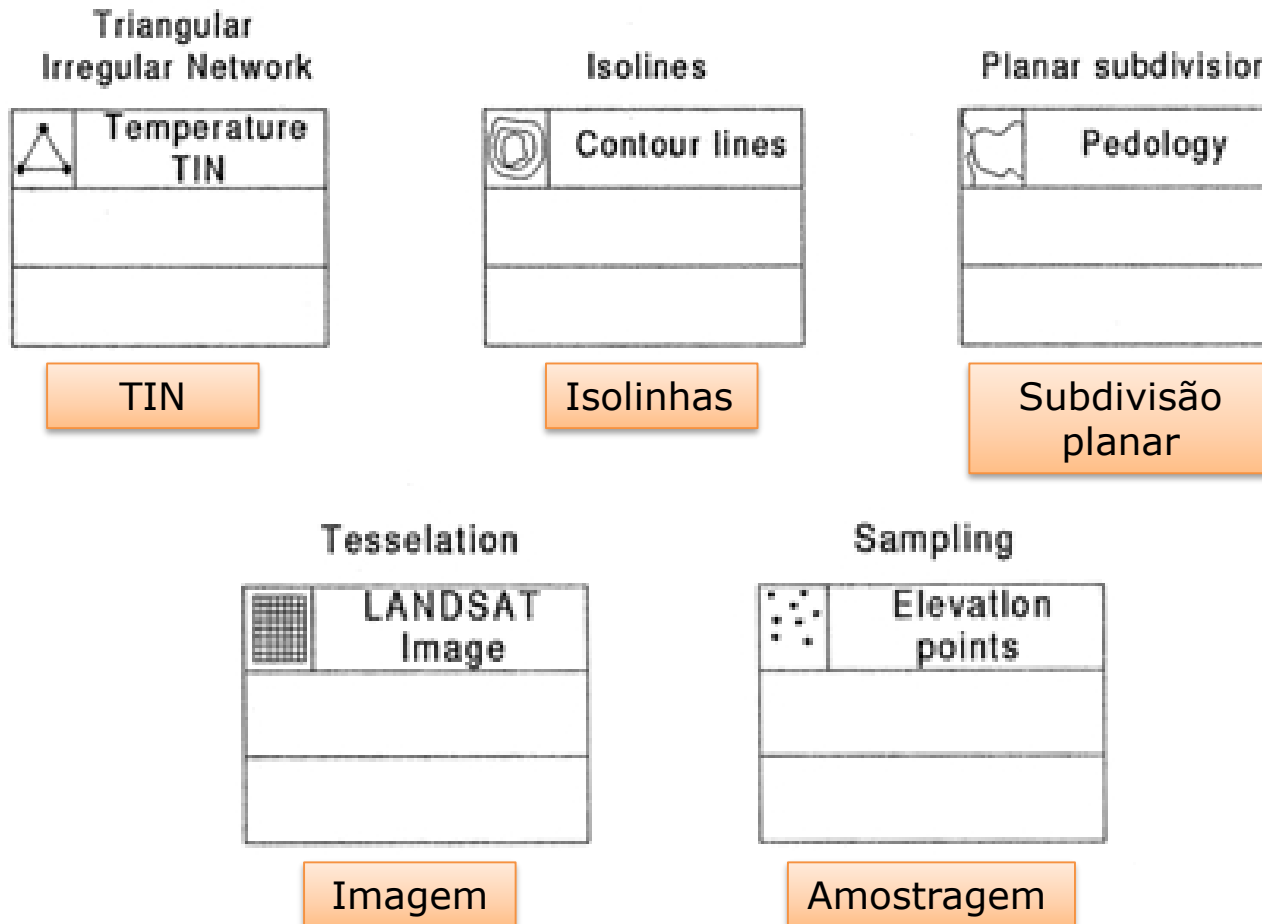 Triangular
Irregular Network
Temperature
TIN
TIN
Isolines
Contour lines
Isolinhas
Planar subdivision
Pedology
Subdivisão
planar
Tesselation
LANDSAT
Image
Imagem
Sampling
Elevation
points
Amostragem